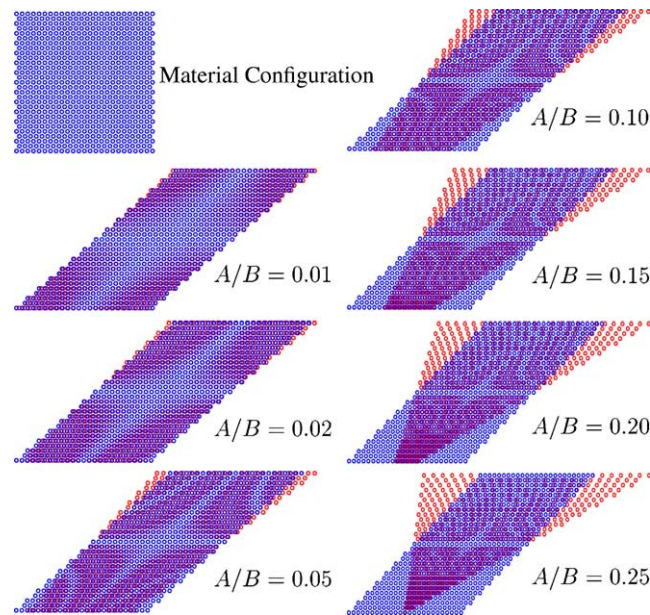 Material Configuration
A/B = 0.01
A/B = 0.02
A/B = 0.05
A/B = 0.10
A/B = 0.15
A/B = 0.20
A/B = 0.25